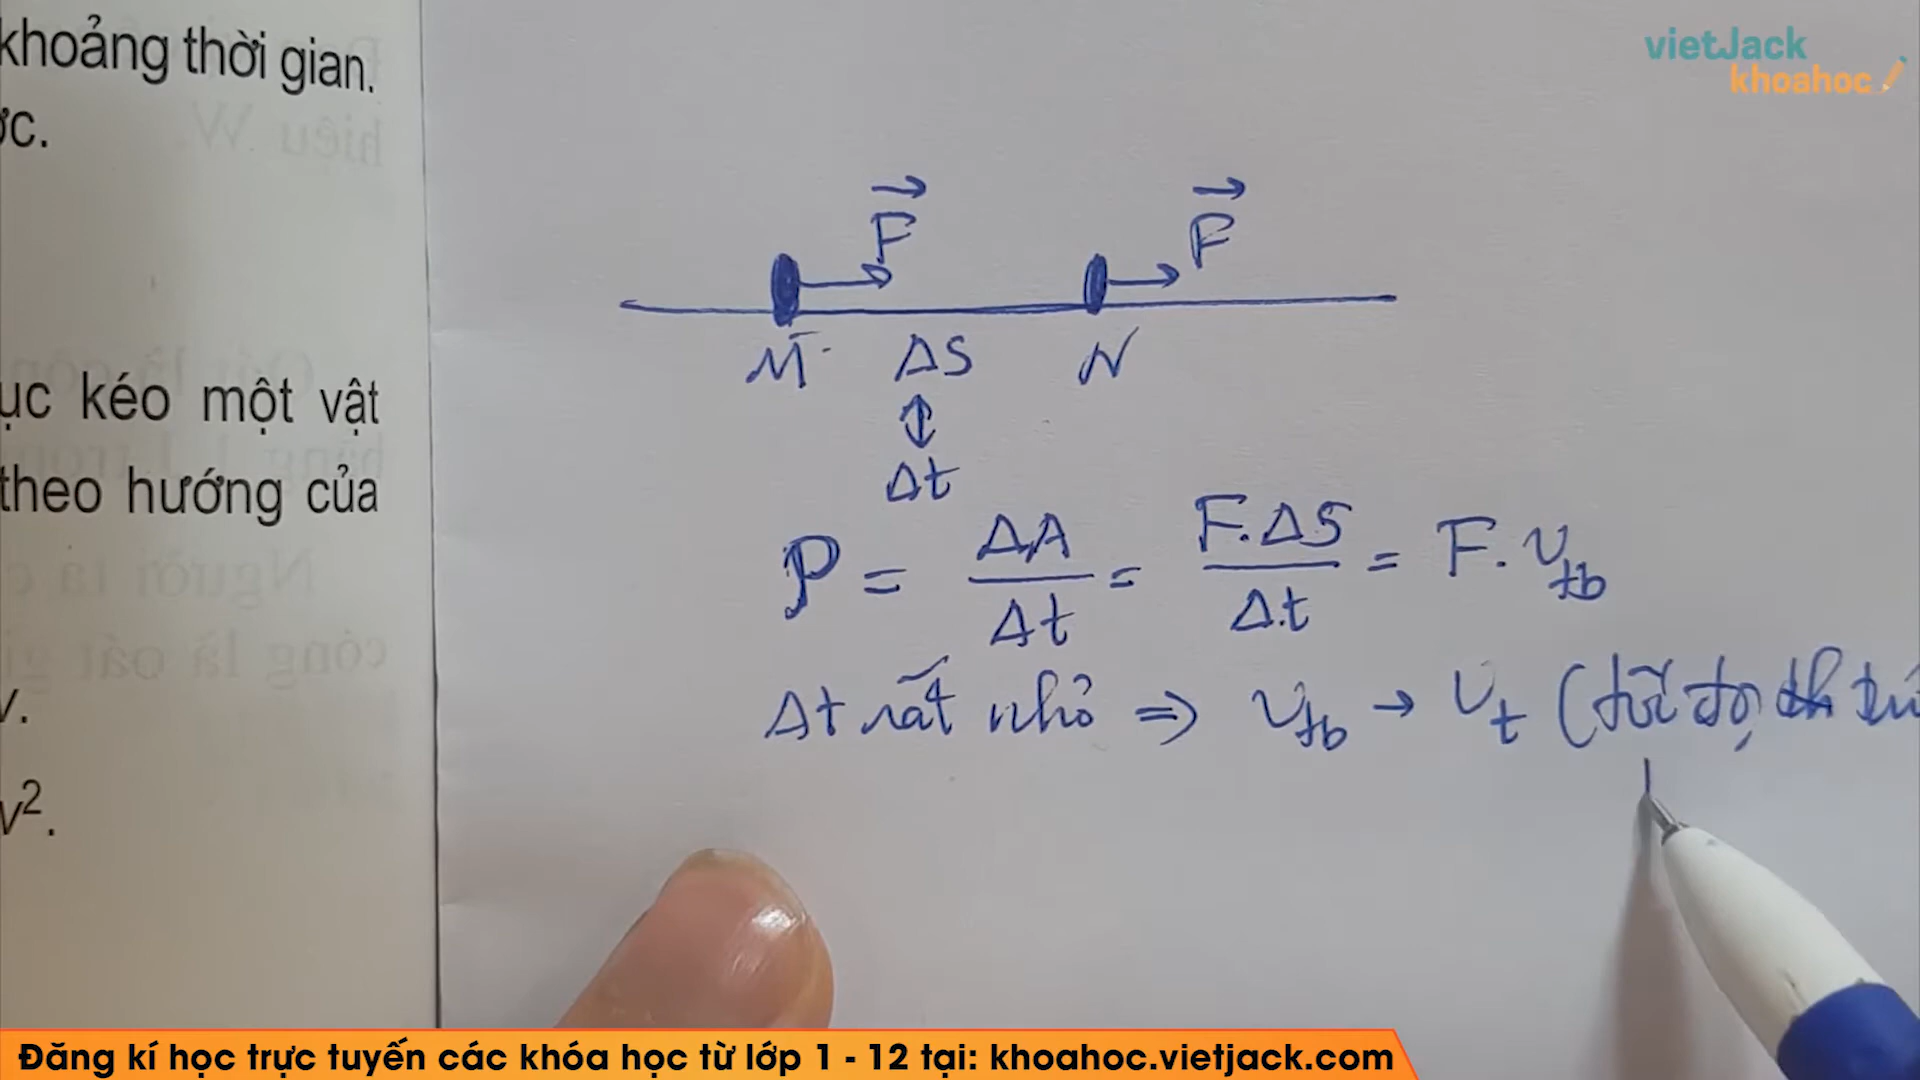 khoảng thời gian.
ợc.
vietJack
khoahoc
F F
M ΔS N
Δt
ục kéo một vật
theo hướng của
P = ΔA/Δt = F.ΔS/Δt = F.v_tb
Δt rất nhỏ ⇒ v_tb → v_t (tốc độ
v.
v².
Đăng kí học trực tuyến các khóa học từ lớp 1 - 12 tại: khoahoc.vietjack.com